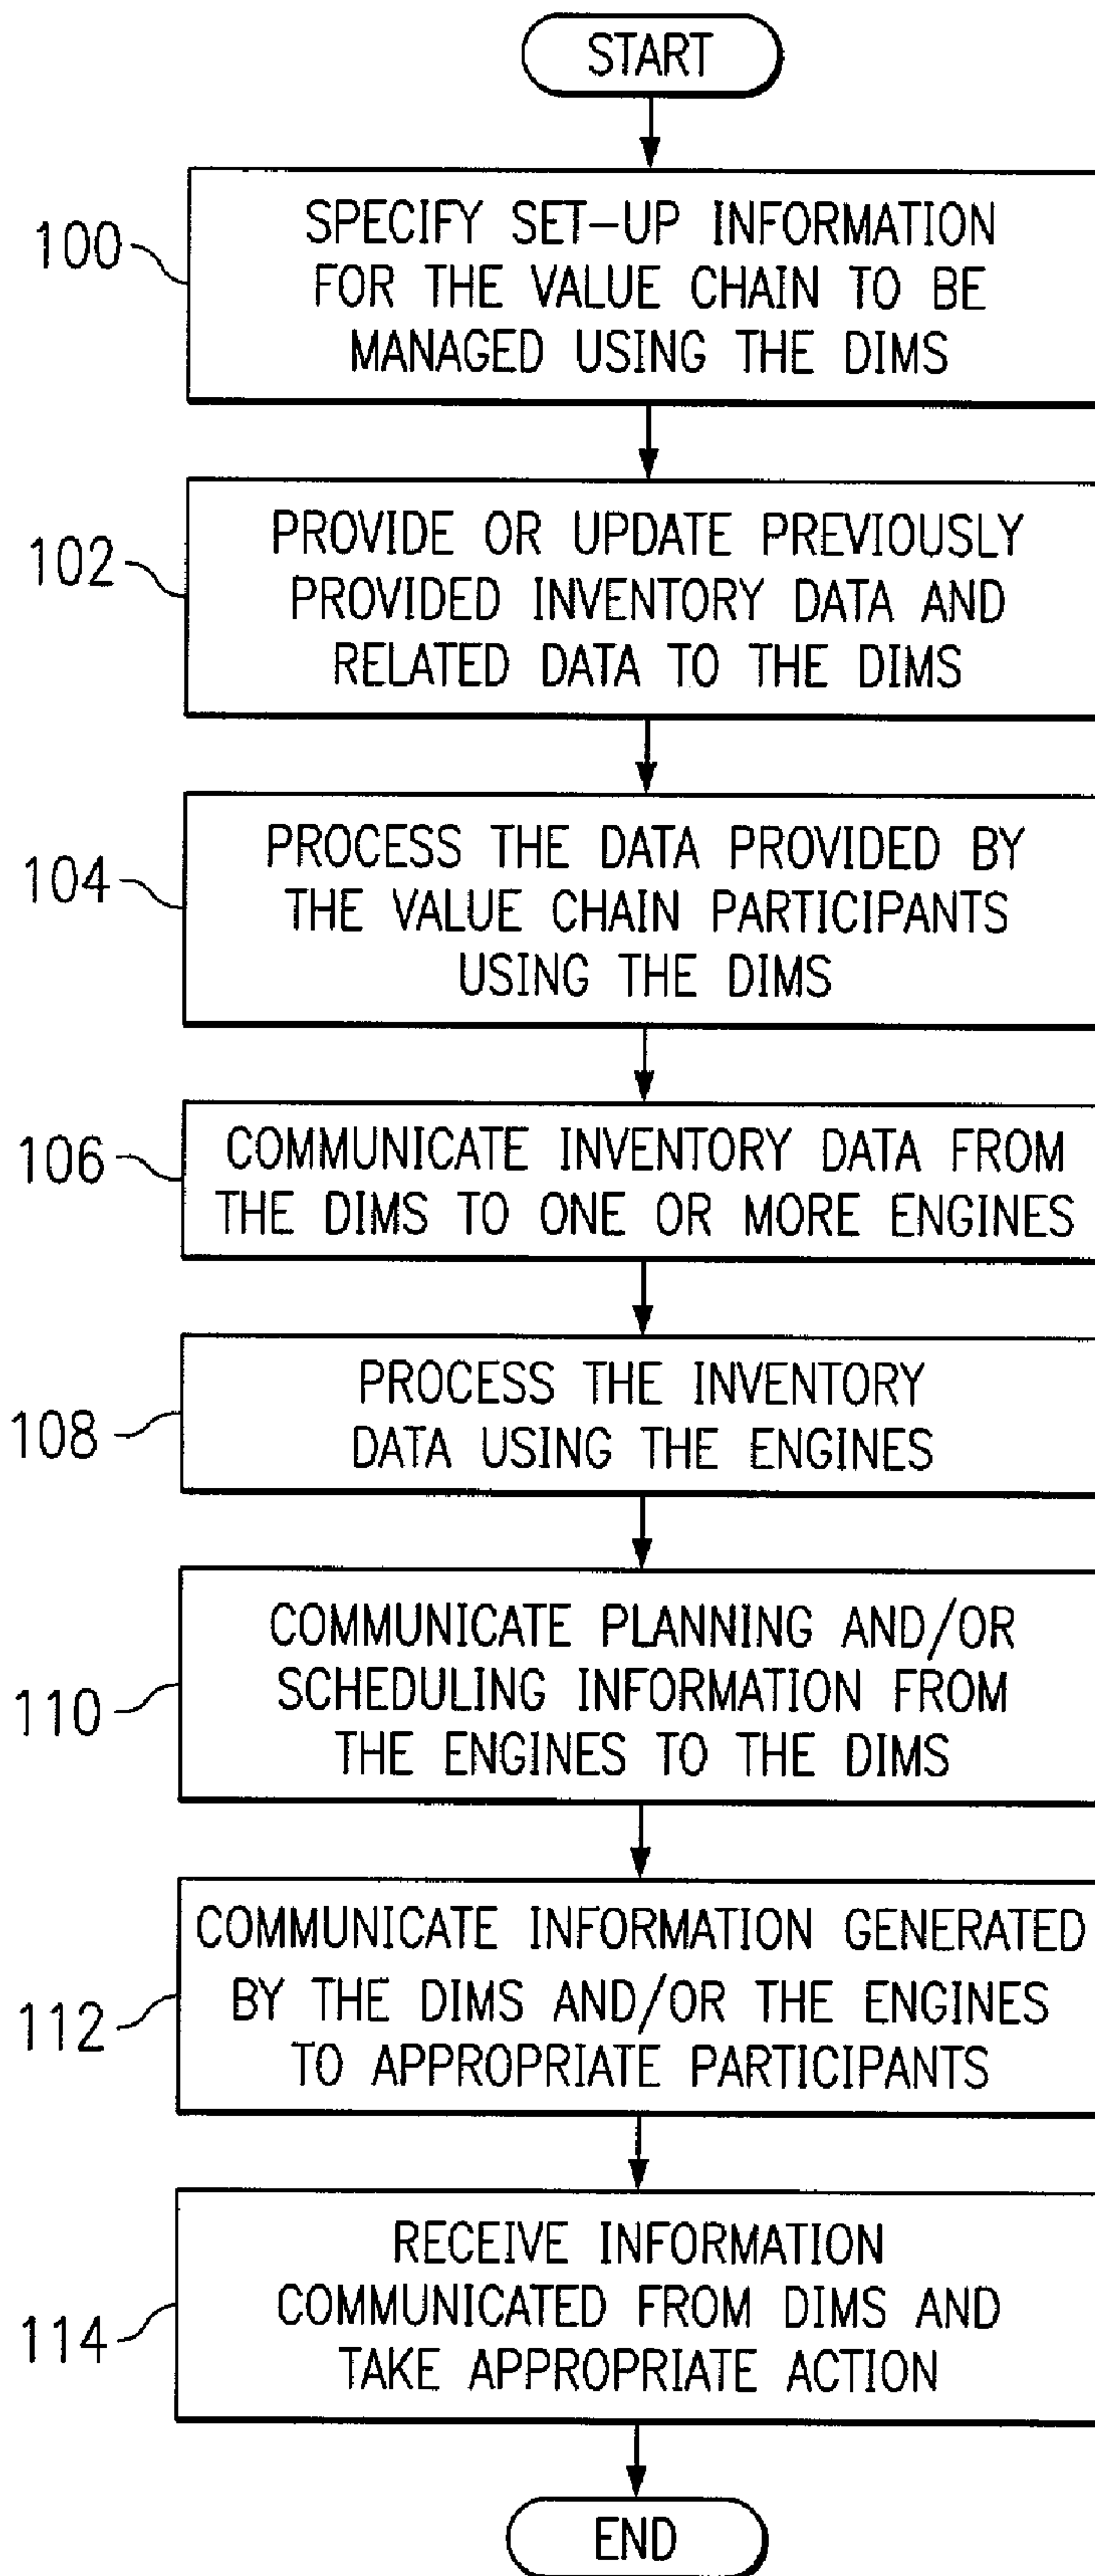 START
100
SPECIFY SET-UP INFORMATION
FOR THE VALUE CHAIN TO BE
MANAGED USING THE DIMS
102
PROVIDE OR UPDATE PREVIOUSLY
PROVIDED INVENTORY DATA AND
RELATED DATA TO THE DIMS
104
PROCESS THE DATA PROVIDED BY
THE VALUE CHAIN PARTICIPANTS
USING THE DIMS
106
COMMUNICATE INVENTORY DATA FROM
THE DIMS TO ONE OR MORE ENGINES
108
PROCESS THE INVENTORY
DATA USING THE ENGINES
110
COMMUNICATE PLANNING AND/OR
SCHEDULING INFORMATION FROM
THE ENGINES TO THE DIMS
112
COMMUNICATE INFORMATION GENERATED
BY THE DIMS AND/OR THE ENGINES
TO APPROPRIATE PARTICIPANTS
114
RECEIVE INFORMATION
COMMUNICATED FROM DIMS AND
TAKE APPROPRIATE ACTION
END